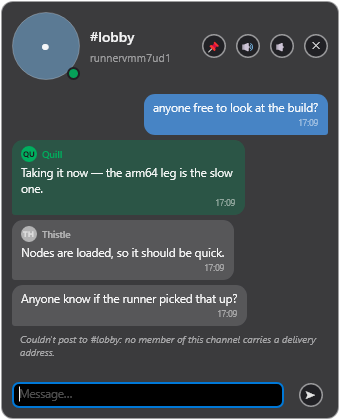 #lobby
runnervmm7ud1
anyone free to look at the build?
17:09
QU Quill
Taking it now — the arm64 leg is the slow
one.
17:09
TH Thistle
Nodes are loaded, so it should be quick.
17:09
Anyone know if the runner picked that up?
17:09
Couldn't post to #lobby: no member of this channel carries a delivery
address.
Message...